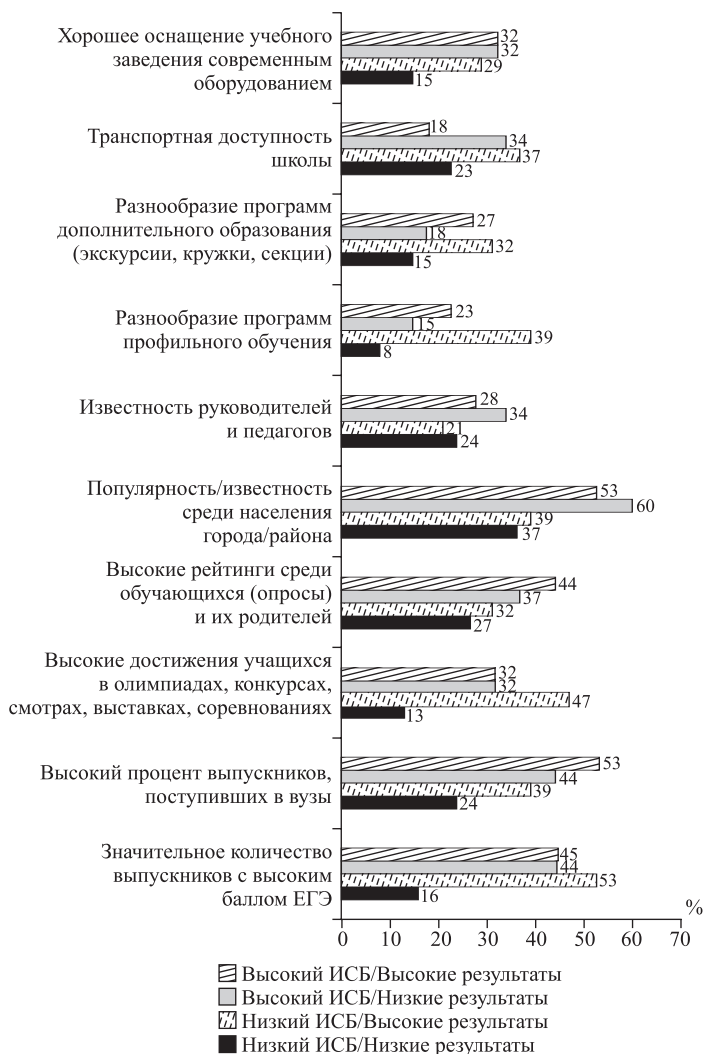 Хорошее оснащение учебного
заведения современным
оборудованием
32
32
29
15
Транспортная доступность
школы
18
34
37
23
Разнообразие программ
дополнительного образования
(экскурсии, кружки, секции)
27
18
32
15
Разнообразие программ
профильного обучения
23
15
39
8
Известность руководителей
и педагогов
28
34
21
24
Популярность/известность
среди населения
города/района
53
60
39
37
Высокие рейтинги среди
обучающихся (опросы)
и их родителей
44
37
32
27
Высокие достижения учащихся
в олимпиадах, конкурсах,
смотрах, выставках, соревнованиях
32
32
47
13
Высокий процент выпускников,
поступивших в вузы
53
44
39
24
Значительное количество
выпускников с высоким
баллом ЕГЭ
45
44
53
16
%
0 10 20 30 40 50 60 70
Высокий ИСБ/Высокие результаты
Высокий ИСБ/Низкие результаты
Низкий ИСБ/Высокие результаты
Низкий ИСБ/Низкие результаты